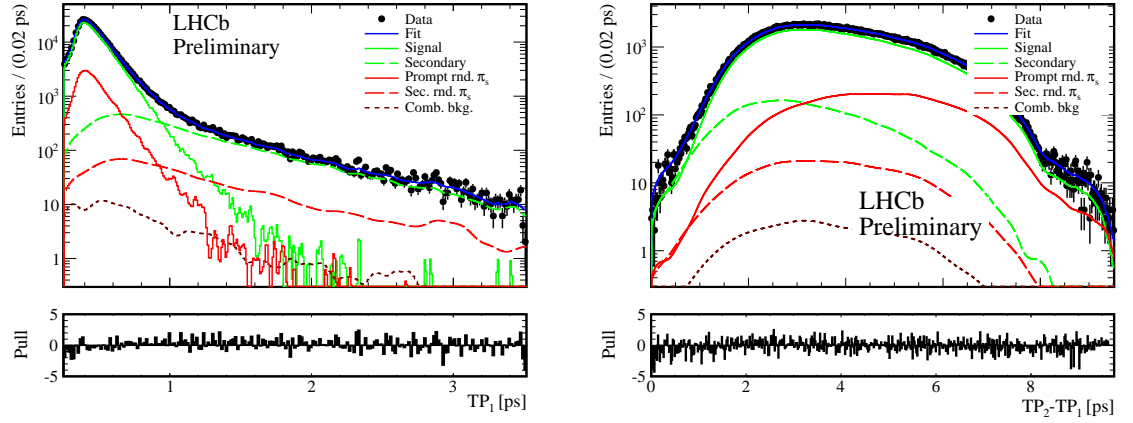 Entries / (0.02 ps)
10⁴
10³
10²
10
1
LHCb
Preliminary
Data
Fit
Signal
Secondary
Prompt rnd. πₛ
Sec. rnd. πₛ
Comb. bkg.
Pull
5
0
-5
1
2
3
TP₁ [ps]
Entries / (0.02 ps)
10³
10²
10
1
Data
Fit
Signal
Secondary
Prompt rnd. πₛ
Sec. rnd. πₛ
Comb. bkg.
LHCb
Preliminary
Pull
5
0
-5
0
2
4
6
8
TP₂-TP₁ [ps]